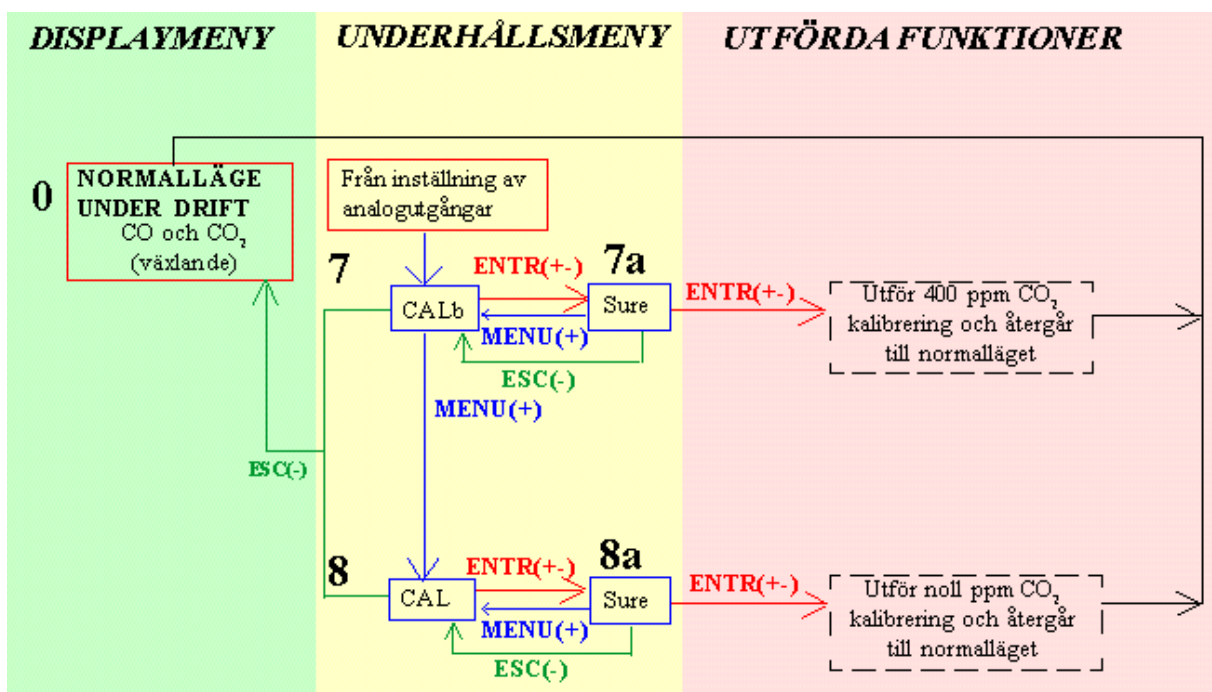 DISPLAYMENY
UNDERHÅLLSMENY
UTFÖRDA FUNKTIONER
0
NORMALLÄGE
UNDER DRIFT
CO och CO₂
(växlande)
Från inställning av
analogutgångar
7
CALb
ENTR(+-)
7a
Sure
MENU(+)
ESC(-)
ENTR(+-)
Utför 400 ppm CO₂
kalibrering och återgår
till normalläget
MENU(+)
ESC(-)
8
CAL
ENTR(+-)
8a
Sure
MENU(+)
ESC(-)
ENTR(+-)
Utför noll ppm CO₂
kalibrering och återgår
till normalläget